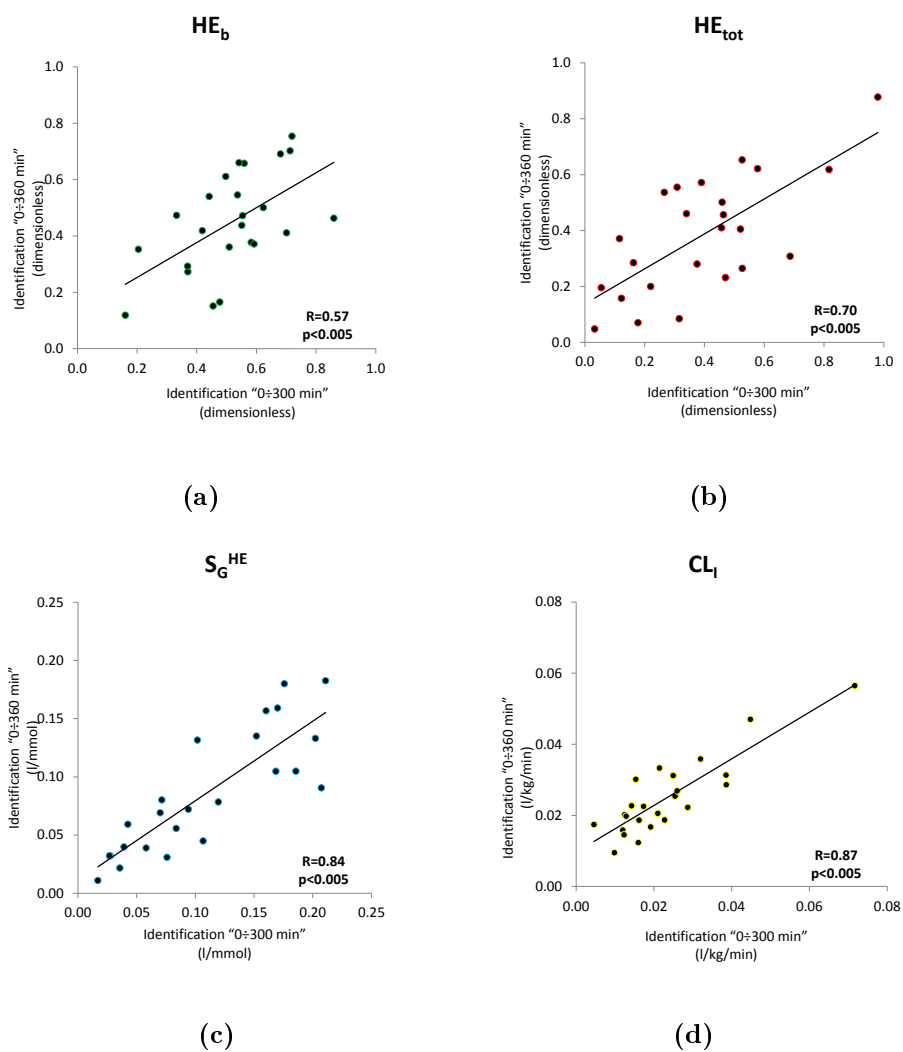 HE_b
1.0
0.8
0.6
0.4
0.2
0.0
0.0 0.2 0.4 0.6 0.8 1.0
Identification “0÷360 min”
(dimensionless)
Identification “0÷300 min”
(dimensionless)
R=0.57
p<0.005
(a)
HE_tot
1.0
0.8
0.6
0.4
0.2
0.0
0.0 0.2 0.4 0.6 0.8 1.0
Identification “0÷360 min”
(dimensionless)
Idenfitication “0÷300 min”
(dimensionless)
R=0.70
p<0.005
(b)
S_G^HE
0.25
0.20
0.15
0.10
0.05
0.00
0.00 0.05 0.10 0.15 0.20 0.25
Identification “0÷360 min”
(l/mmol)
Identification “0÷300 min”
(l/mmol)
R=0.84
p<0.005
(c)
CL_I
0.08
0.06
0.04
0.02
0.00
0.00 0.02 0.04 0.06 0.08
Identification “0÷360 min”
(l/kg/min)
Identification “0÷300 min”
(l/kg/min)
R=0.87
p<0.005
(d)